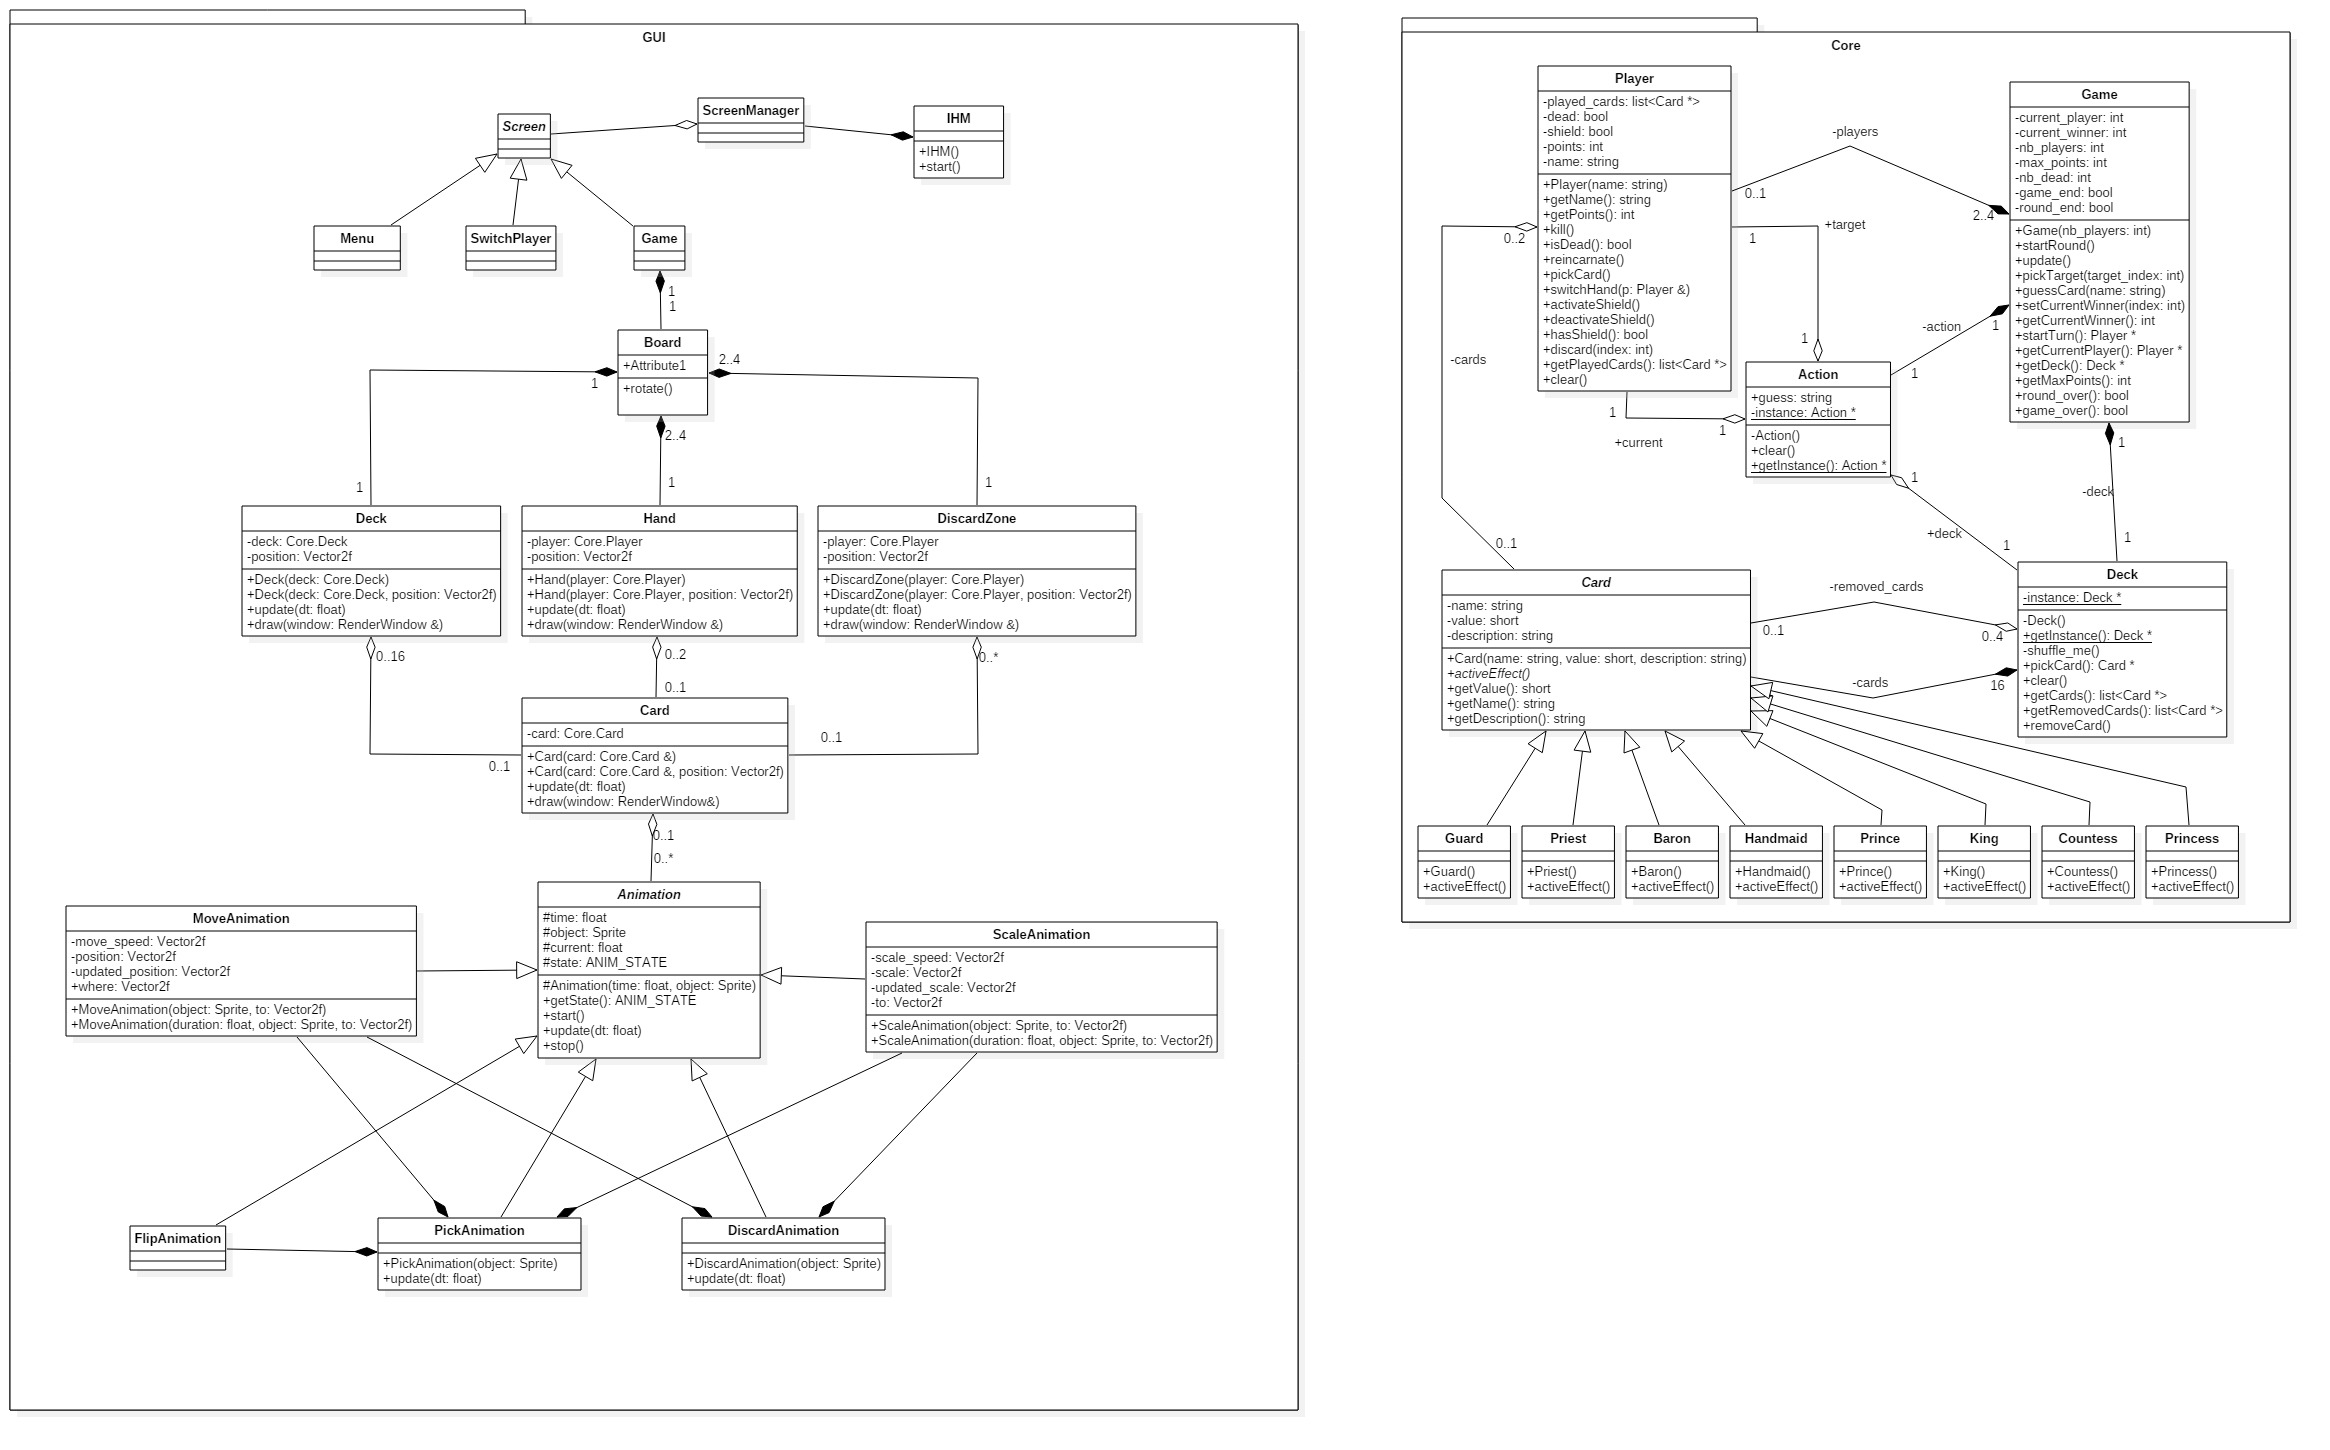 GUI
Screen
ScreenManager
IHM
+IHM()
+start()
Menu
SwitchPlayer
Game
1
1
Board
+Attribute1
+rotate()
1
2..4
2..4
1
1
1
Deck
-deck: Core.Deck
-position: Vector2f
+Deck(deck: Core.Deck)
+Deck(deck: Core.Deck, position: Vector2f)
+update(dt: float)
+draw(window: RenderWindow &)
Hand
-player: Core.Player
-position: Vector2f
+Hand(player: Core.Player)
+Hand(player: Core.Player, position: Vector2f)
+update(dt: float)
+draw(window: RenderWindow &)
DiscardZone
-player: Core.Player
-position: Vector2f
+DiscardZone(player: Core.Player)
+DiscardZone(player: Core.Player, position: Vector2f)
+update(dt: float)
+draw(window: RenderWindow &)
0..16
0..2
0..*
0..1
0..1
0..1
Card
-card: Core.Card
+Card(card: Core.Card &)
+Card(card: Core.Card &, position: Vector2f)
+update(dt: float)
+draw(window: RenderWindow&)
0..1
0..*
MoveAnimation
-move_speed: Vector2f
-position: Vector2f
-updated_position: Vector2f
+where: Vector2f
+MoveAnimation(object: Sprite, to: Vector2f)
+MoveAnimation(duration: float, object: Sprite, to: Vector2f)
Animation
#time: float
#object: Sprite
#current: float
#state: ANIM_STATE
#Animation(time: float, object: Sprite)
+getState(): ANIM_STATE
+start()
+update(dt: float)
+stop()
ScaleAnimation
-scale_speed: Vector2f
-scale: Vector2f
-updated_scale: Vector2f
-to: Vector2f
+ScaleAnimation(object: Sprite, to: Vector2f)
+ScaleAnimation(duration: float, object: Sprite, to: Vector2f)
FlipAnimation
PickAnimation
+PickAnimation(object: Sprite)
+update(dt: float)
DiscardAnimation
+DiscardAnimation(object: Sprite)
+update(dt: float)
Core
Player
-played_cards: list<Card *>
-dead: bool
-shield: bool
-points: int
-name: string
+Player(name: string)
+getName(): string
+getPoints(): int
+kill()
+isDead(): bool
+reincarnate()
+pickCard()
+switchHand(p: Player &)
+activateShield()
+deactivateShield()
+hasShield(): bool
+discard(index: int)
+getPlayedCards(): list<Card *>
+clear()
Game
-current_player: int
-current_winner: int
-nb_players: int
-max_points: int
-nb_dead: int
-game_end: bool
-round_end: bool
+Game(nb_players: int)
+startRound()
+update()
+pickTarget(target_index: int)
+guessCard(name: string)
+setCurrentWinner(index: int)
+getCurrentWinner(): int
+startTurn(): Player *
+getCurrentPlayer(): Player *
+getDeck(): Deck *
+getMaxPoints(): int
+round_over(): bool
+game_over(): bool
-players
0..1
2..4
+target
1
1
0..2
-cards
0..1
-action
1
1
+current
1
1
Action
+guess: string
-instance: Action *
-Action()
+clear()
+getInstance(): Action *
1
+deck
1
1
-deck
1
Card
-name: string
-value: short
-description: string
+Card(name: string, value: short, description: string)
+activeEffect()
+getValue(): short
+getName(): string
+getDescription(): string
-removed_cards
0..1
0..4
-cards
16
Deck
-instance: Deck *
-Deck()
+getInstance(): Deck *
-shuffle_me()
+pickCard(): Card *
+clear()
+getCards(): list<Card *>
+getRemovedCards(): list<Card *>
+removeCard()
Guard
+Guard()
+activeEffect()
Priest
+Priest()
+activeEffect()
Baron
+Baron()
+activeEffect()
Handmaid
+Handmaid()
+activeEffect()
Prince
+Prince()
+activeEffect()
King
+King()
+activeEffect()
Countess
+Countess()
+activeEffect()
Princess
+Princess()
+activeEffect()